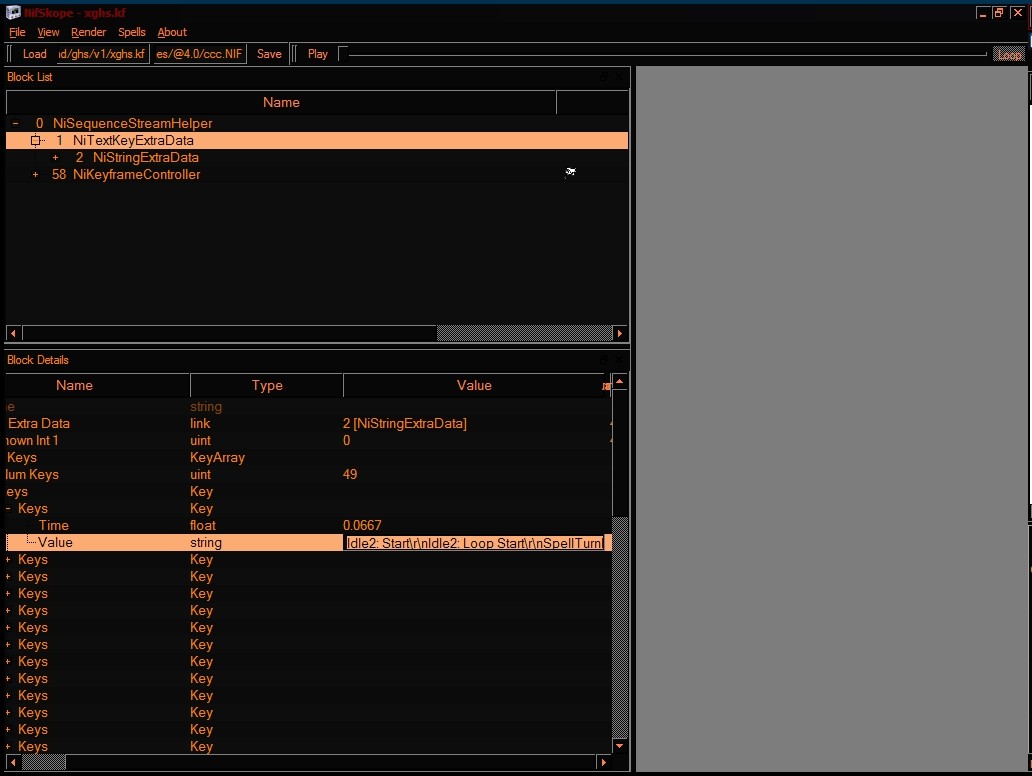 NifSkope - xghs.kf
File View Render Spells About
Load ıd/ghs/v1/xghs.kf es/@4.0/ccc.NIF Save Play Loop
Block List
Name
- 0 NiSequenceStreamHelper
1 NiTextKeyExtraData
+ 2 NiStringExtraData
+ 58 NiKeyframeController
Block Details
Name Type Value
e string
Extra Data link 2 [NiStringExtraData]
nown Int 1 uint 0
Keys KeyArray
lum Keys uint 49
eys Key
- Keys Key
Time float 0.0667
Value string Idle2: Start\r\nIdle2: Loop Start\r\nSpellTurnl
+ Keys Key
+ Keys Key
+ Keys Key
+ Keys Key
+ Keys Key
+ Keys Key
+ Keys Key
+ Keys Key
+ Keys Key
+ Keys Key
+ Keys Key
+ Keys Key